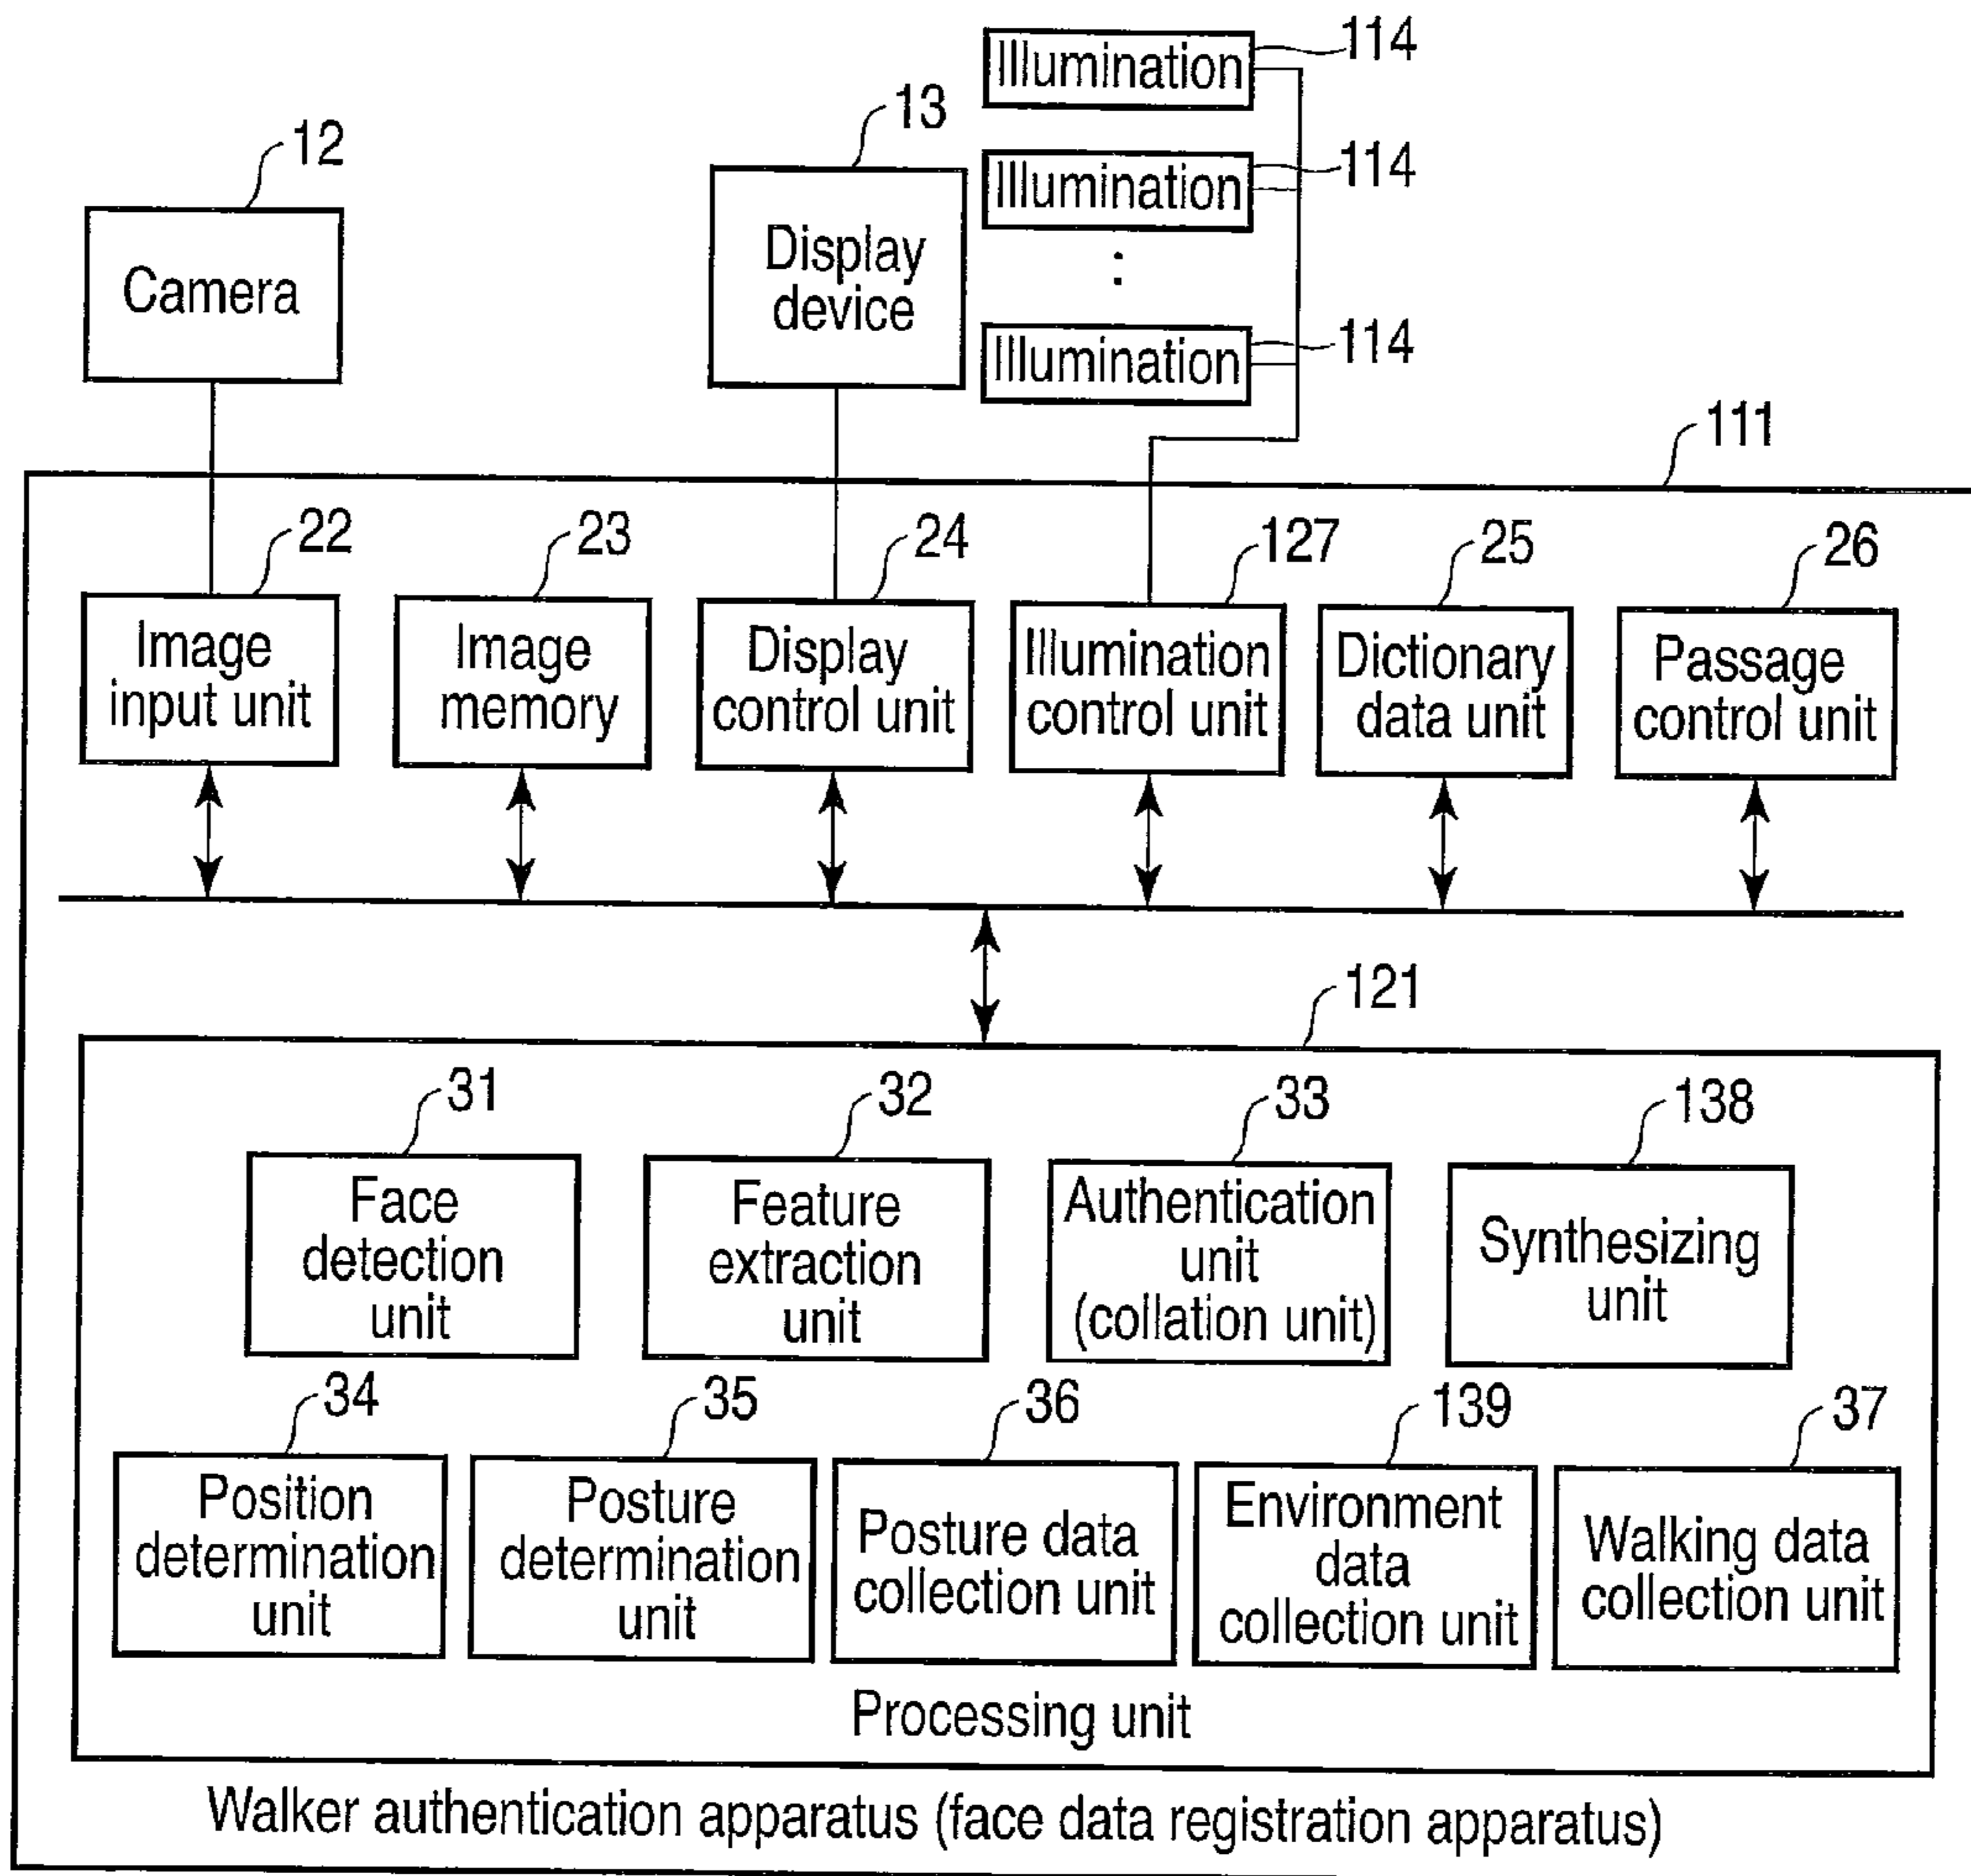 Illumination
114
13
12
Illumination
114
Display
device
Camera
:
Illumination
114
111
22
23
24
127
25
26
Image
input unit
Image
memory
Display
control unit
Illumination
control unit
Dictionary
data unit
Passage
control unit
121
31
32
33
138
Face
detection
unit
Feature
extraction
unit
Authentication
unit
(collation unit)
Synthesizing
unit
34
35
36
139
37
Position
determination
unit
Posture
determination
unit
Posture data
collection unit
Environment
data
collection unit
Walking data
collection unit
Processing unit
Walker authentication apparatus (face data registration apparatus)